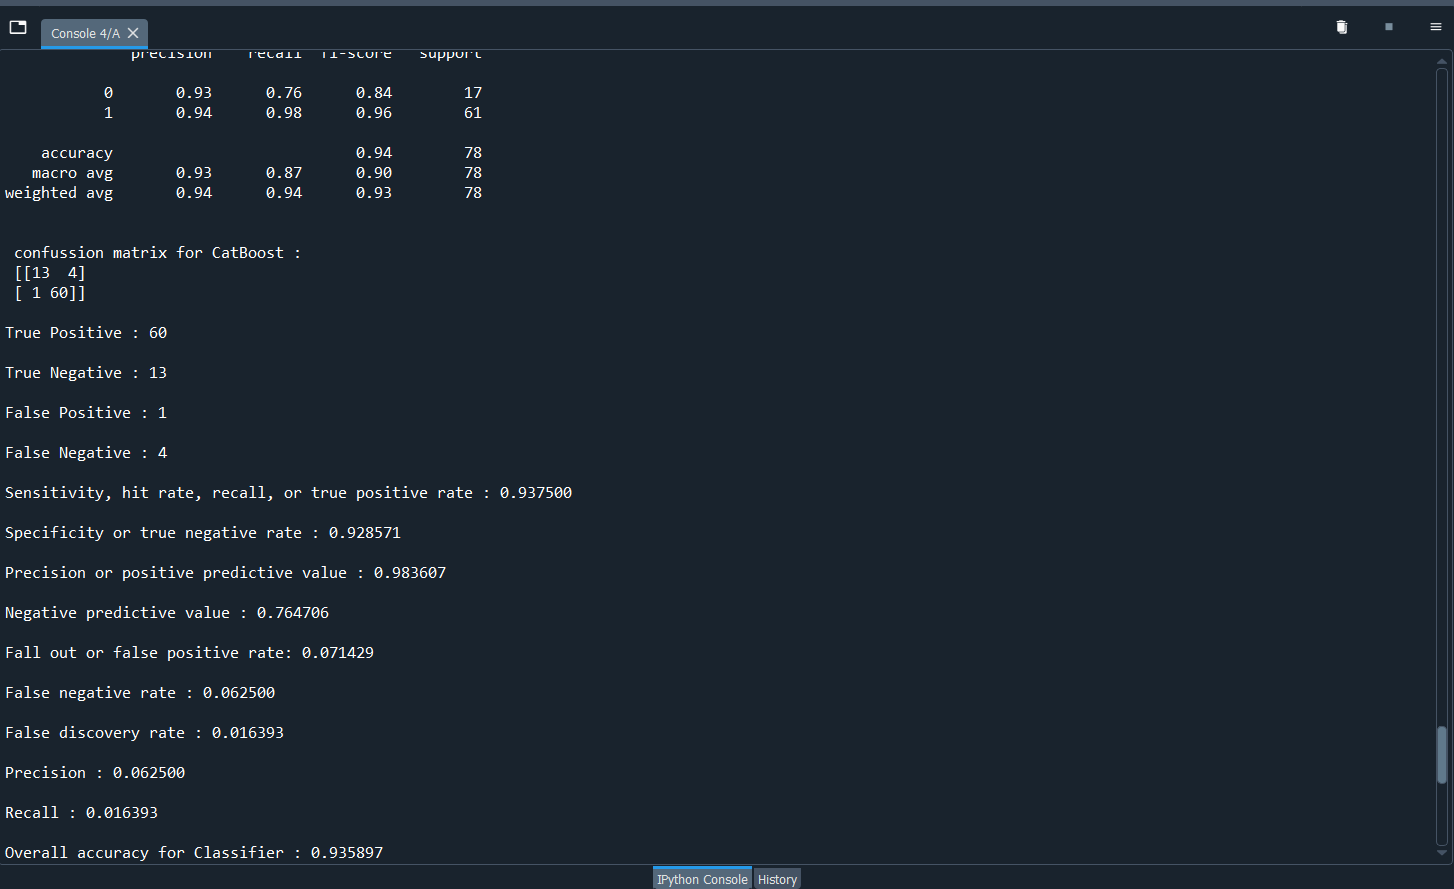 Console 4/A
precision recall f1-score support
0 0.93 0.76 0.84 17
1 0.94 0.98 0.96 61
accuracy 0.94 78
macro avg 0.93 0.87 0.90 78
weighted avg 0.94 0.94 0.93 78
confussion matrix for CatBoost :
[[13 4]
[ 1 60]]
True Positive : 60
True Negative : 13
False Positive : 1
False Negative : 4
Sensitivity, hit rate, recall, or true positive rate : 0.937500
Specificity or true negative rate : 0.928571
Precision or positive predictive value : 0.983607
Negative predictive value : 0.764706
Fall out or false positive rate: 0.071429
False negative rate : 0.062500
False discovery rate : 0.016393
Precision : 0.062500
Recall : 0.016393
Overall accuracy for Classifier : 0.935897
IPython Console History